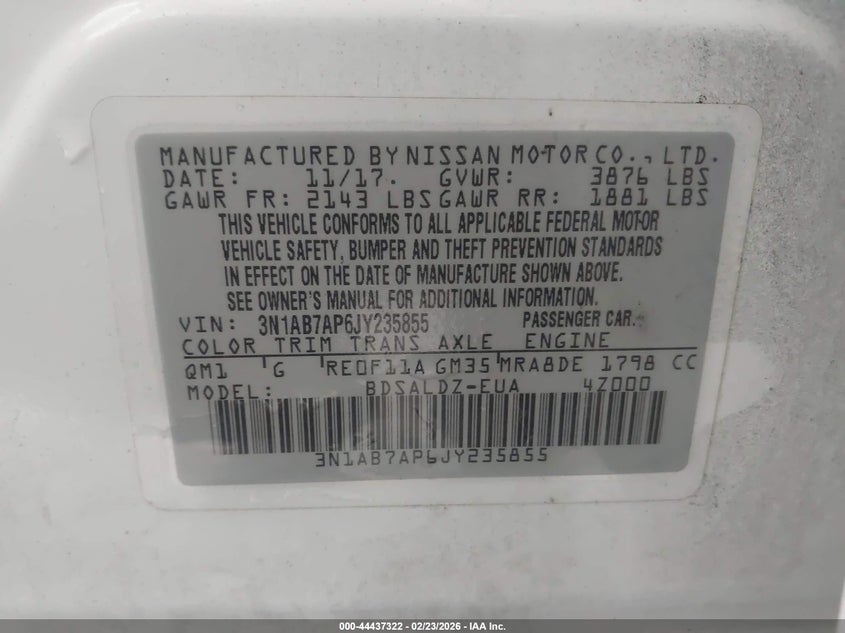 MANUFACTURED BY NISSAN MOTOR CO., LTD.
DATE: 11/17. GVWR: 3876 LBS
GAWR FR: 2143 LBS GAWR RR: 1881 LBS
THIS VEHICLE CONFORMS TO ALL APPLICABLE FEDERAL MOTOR
VEHICLE SAFETY, BUMPER AND THEFT PREVENTION STANDARDS
IN EFFECT ON THE DATE OF MANUFACTURE SHOWN ABOVE.
SEE OWNER'S MANUAL FOR ADDITIONAL INFORMATION.
VIN: 3N1AB7AP6JY235855 PASSENGER CAR.
COLOR TRIM TRANS AXLE ENGINE
QM1 G RE0F11A GM35 MRA8DE 1798 CC
MODEL: BDSALDZ-EUA 4Z000
3N1AB7AP6JY235855
000-44437322 | 02/23/2026 - IAA Inc.